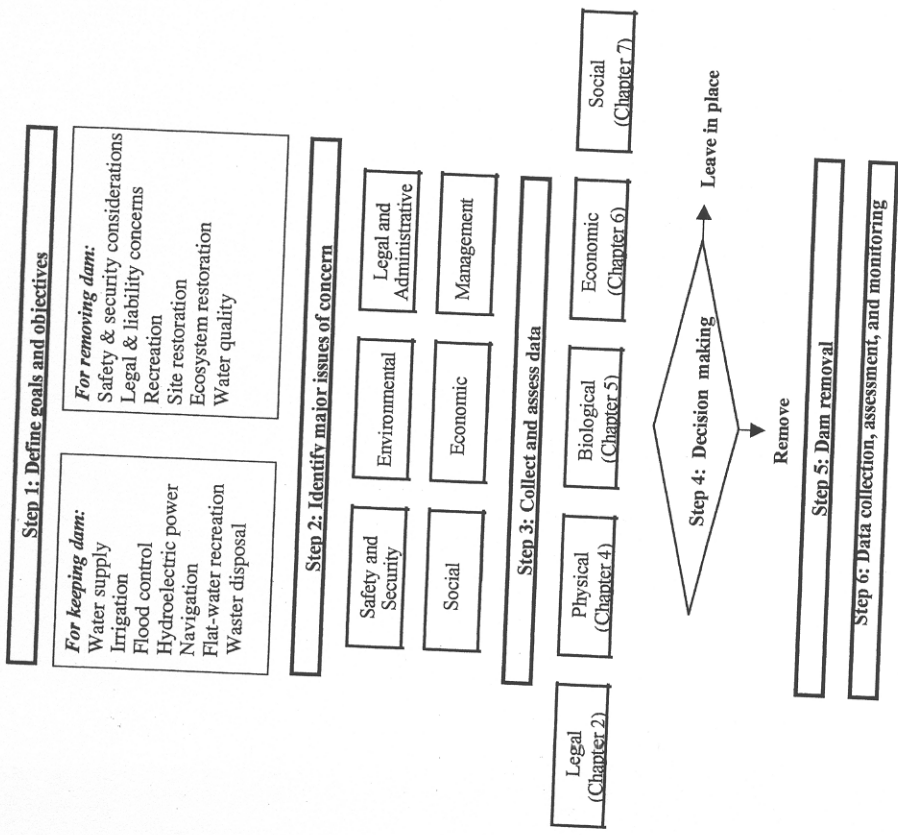 Step 1: Define goals and objectives
For keeping dam:
Water supply
Irrigation
Flood control
Hydroelectric power
Navigation
Flat-water recreation
Waster disposal
For removing dam:
Safety & security considerations
Legal & liability concerns
Recreation
Site restoration
Ecosystem restoration
Water quality
Step 2: Identify major issues of concern
Safety and
Security
Environmental
Legal and
Administrative
Social
Economic
Management
Step 3: Collect and assess data
Legal
(Chapter 2)
Physical
(Chapter 4)
Biological
(Chapter 5)
Economic
(Chapter 6)
Social
(Chapter 7)
Step 4: Decision making
Leave in place
Remove
Step 5: Dam removal
Step 6: Data collection, assessment, and monitoring